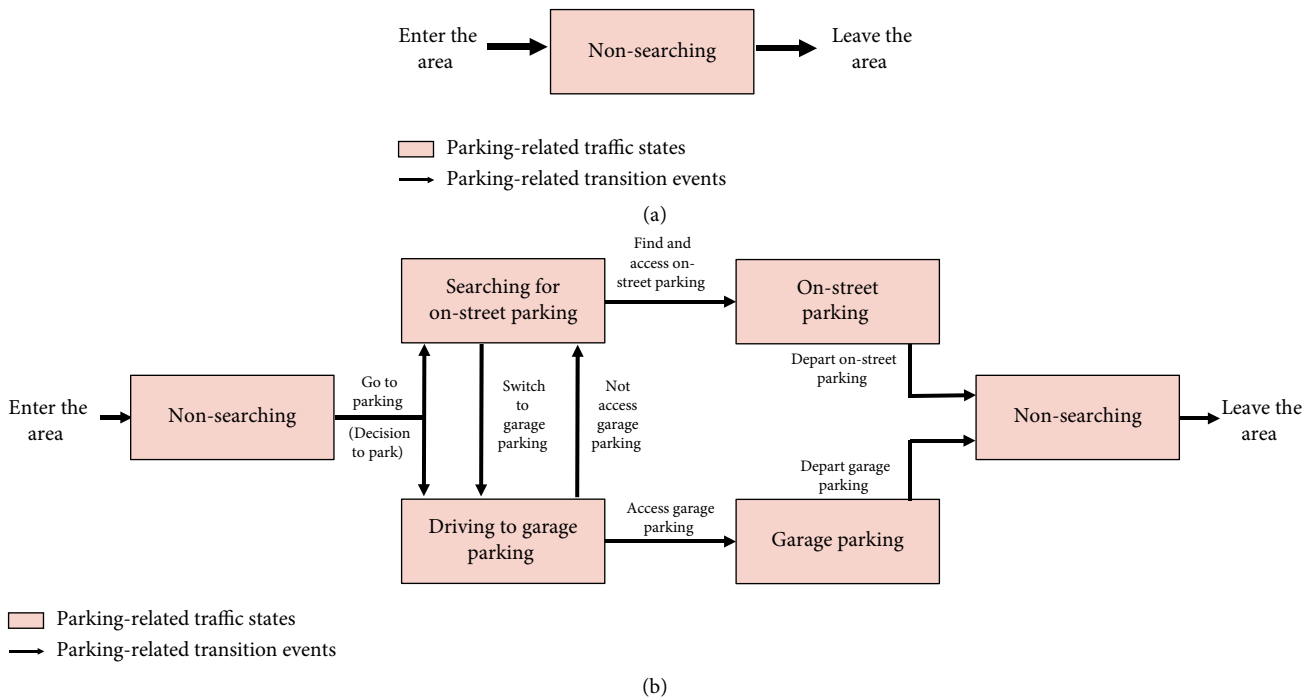 Enter the
area
Non-searching
Leave the
area
Parking-related traffic states
Parking-related transition events
(a)
Enter the
area
Non-searching
Go to
parking
(Decision
to park)
Searching for
on-street parking
Switch
to
garage
parking
Not
access
garage
parking
Driving to garage
parking
Find and
access on-
street parking
On-street
parking
Access garage
parking
Garage parking
Depart on-street
parking
Depart garage
parking
Non-searching
Leave the
area
Parking-related traffic states
Parking-related transition events
(b)